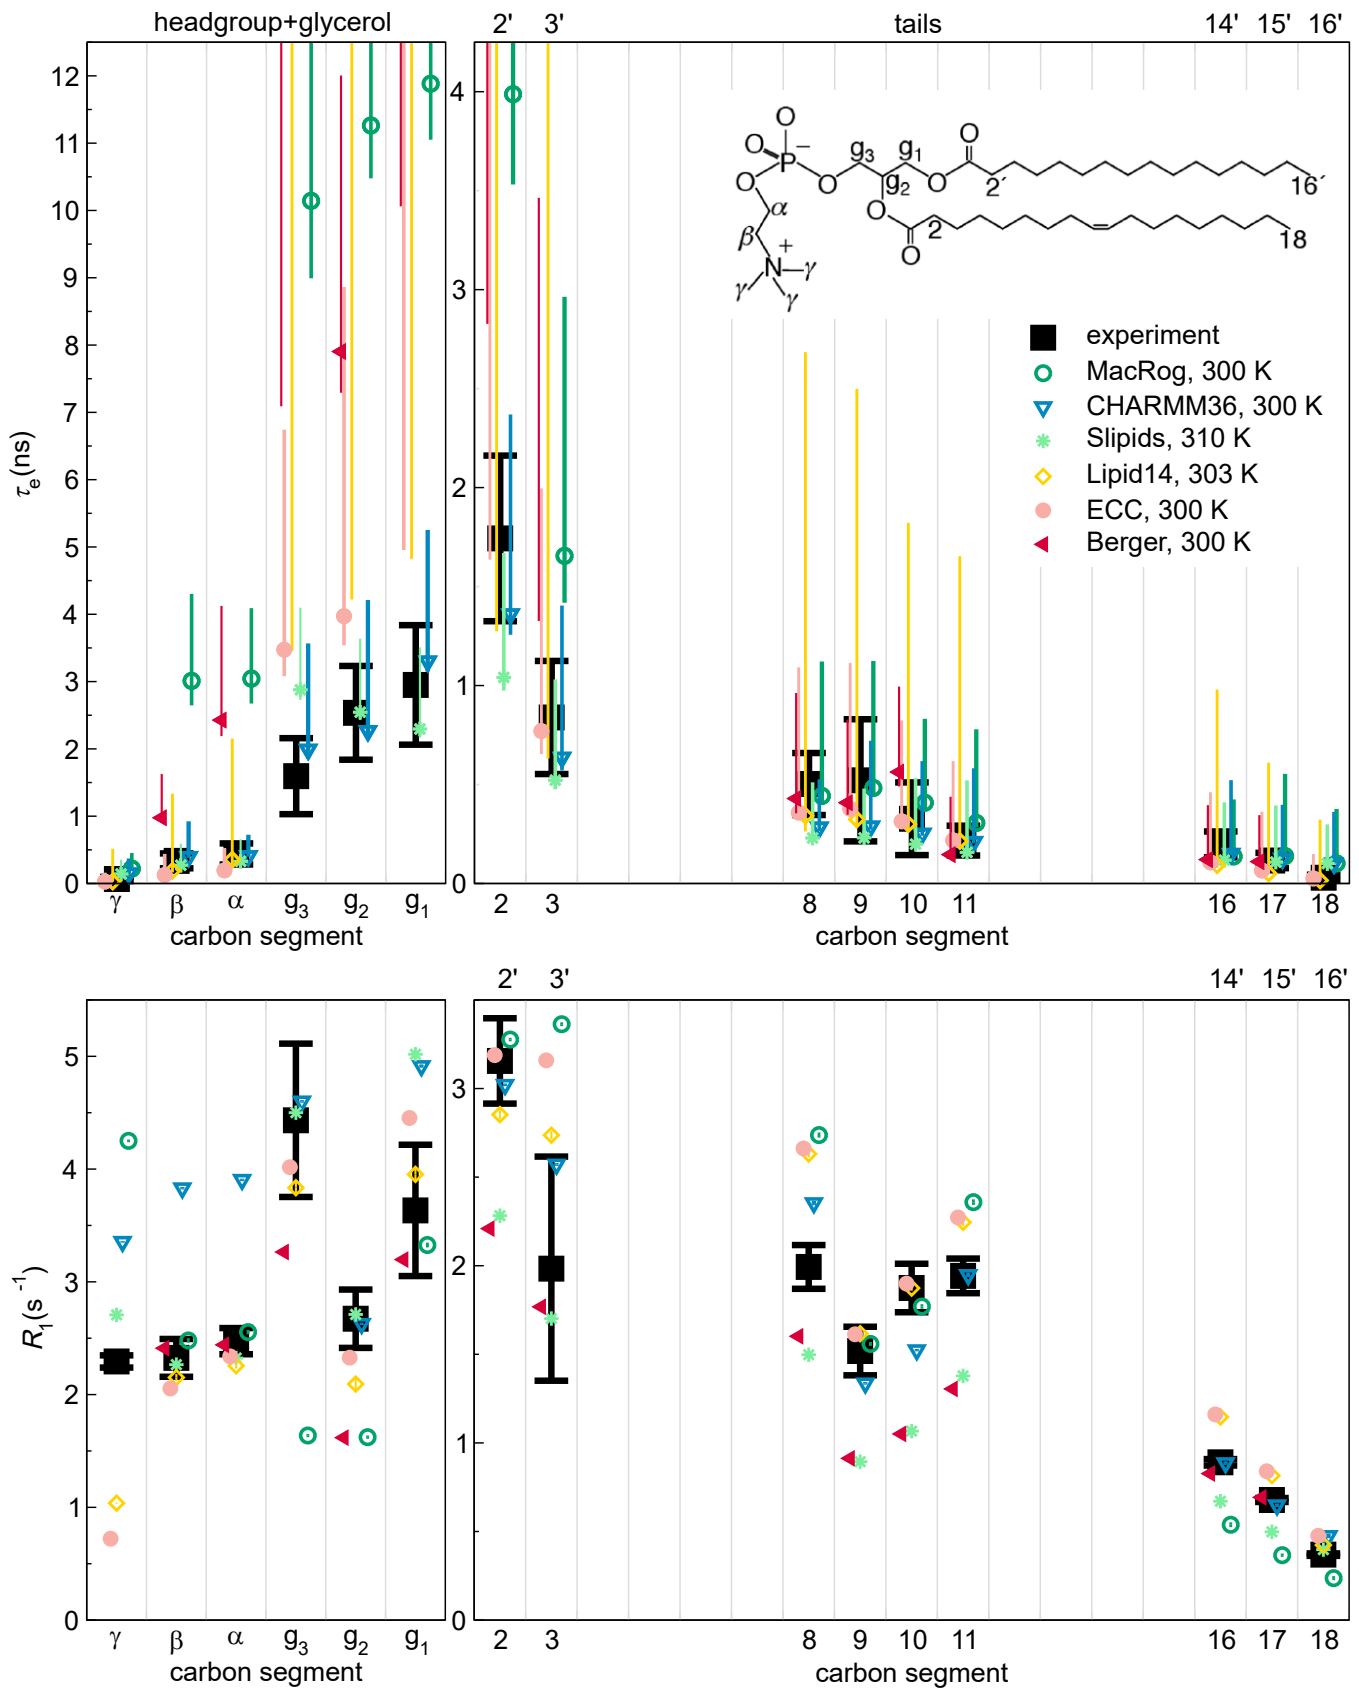 headgroup+glycerol 2' 3' tails 14' 15' 16'
12
11
10
9
8
7
6
5
4
3
2
1
0
τe(ns)
4
3
2
1
0
O
O P −
O O g3 g1 O
g2 O 2´ 16´
α O
β 2 18
N + γ O
γ γ
experiment
MacRog, 300 K
CHARMM36, 300 K
Slipids, 310 K
Lipid14, 303 K
ECC, 300 K
Berger, 300 K
γ β α g3 g2 g1 2 3 8 9 10 11 16 17 18
carbon segment carbon segment
2' 3' 14' 15' 16'
5
4
3
2
1
0
R1(s-1)
3
2
1
0
γ β α g3 g2 g1 2 3 8 9 10 11 16 17 18
carbon segment carbon segment